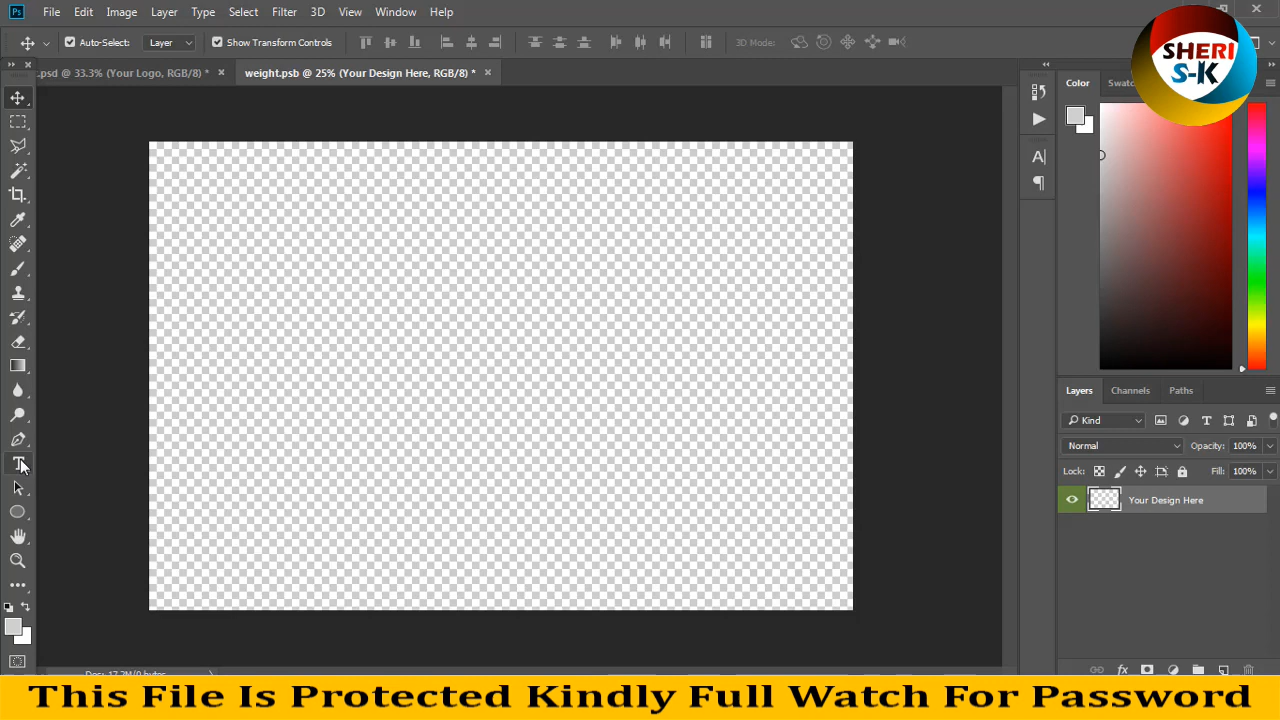 Ps File Edit Image Layer Type Select Filter 3D View Window Help
Auto-Select: Layer Show Transform Controls 3D Mode:
.psd @ 33.3% (Your Logo, RGB/8) * × weight.psb @ 25% (Your Design Here, RGB/8) * ×
SHERI
S-K
Color Swatc
A|
Layers Channels Paths
Kind
Normal Opacity: 100%
Lock: Fill: 100%
Your Design Here
fx
This File Is Protected Kindly Full Watch For Password